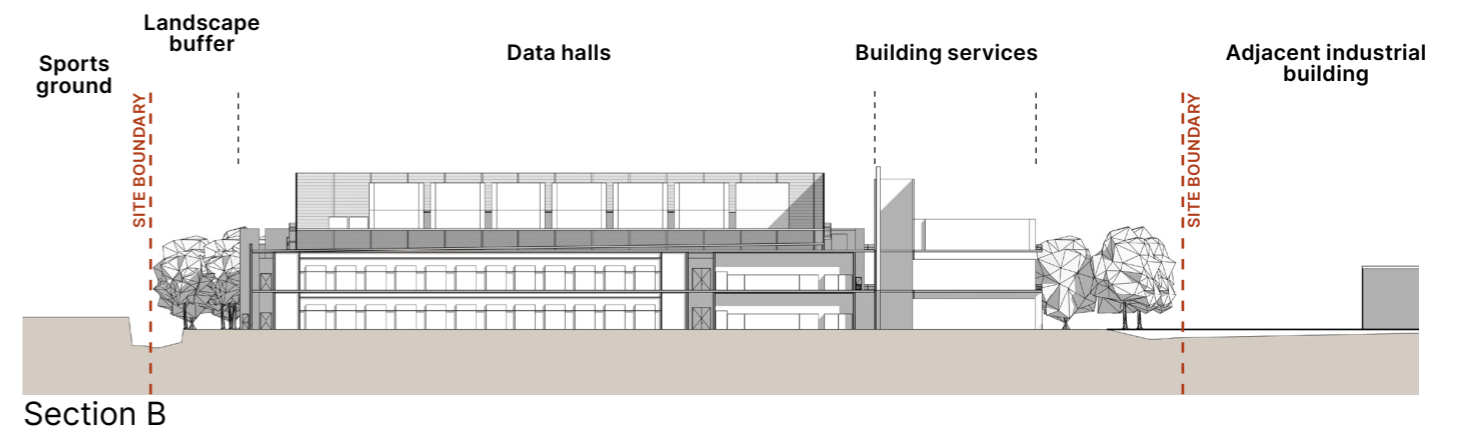 Landscape
buffer
Sports
ground
Data halls
Building services
Adjacent industrial
building
SITE BOUNDARY
SITE BOUNDARY
Section B